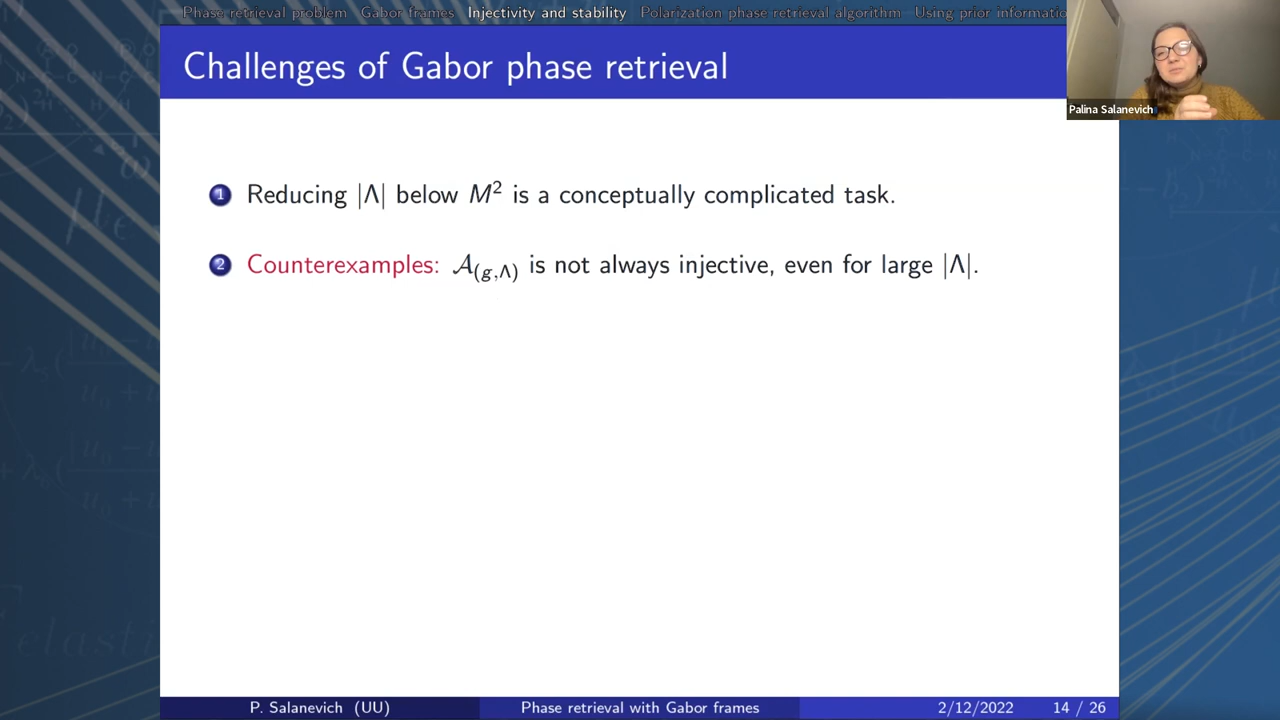 Phase retrieval problem Gabor frames Injectivity and stability Polarization phase retrieval algorithm Using prior informatio
Challenges of Gabor phase retrieval
Palina Salanevich
1 Reducing |Λ| below M² is a conceptually complicated task.
2 Counterexamples: 𝒜(g,Λ) is not always injective, even for large |Λ|.
P. Salanevich (UU) Phase retrieval with Gabor frames 2/12/2022 14 / 26